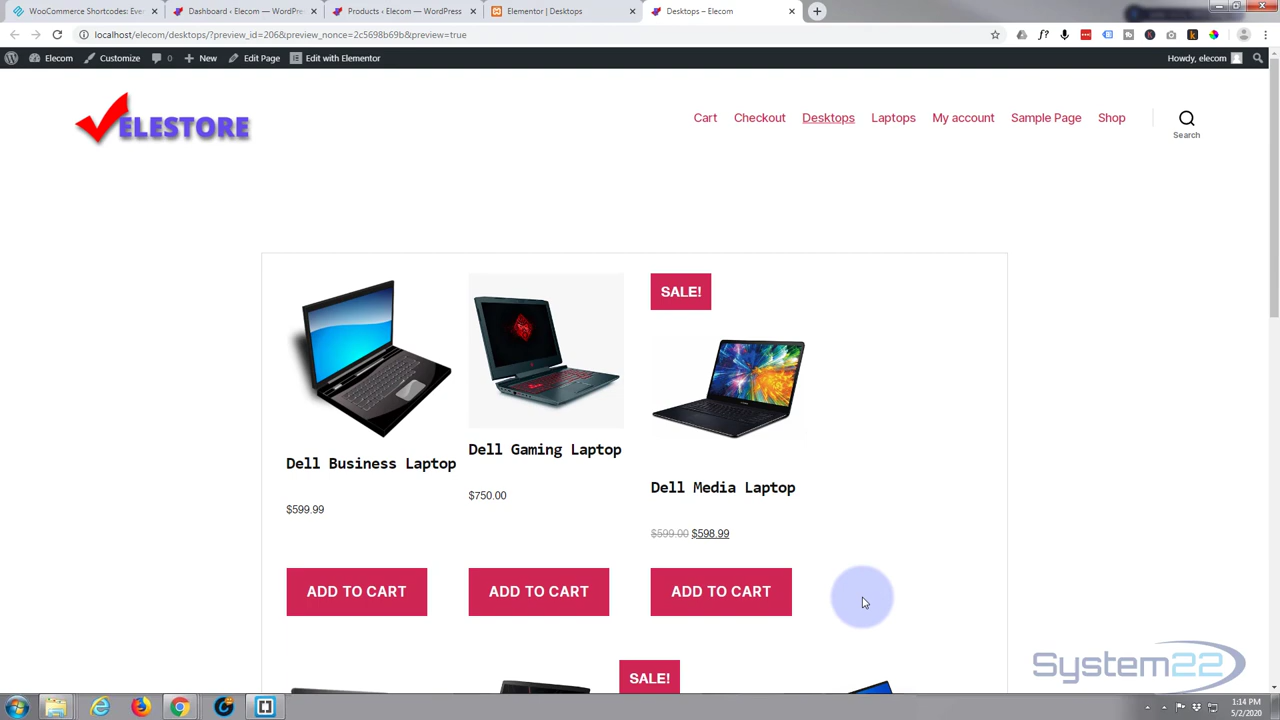 WooCommerce Shortcodes: Eve
Dashboard ‹ Elecom — WordPre
Products ‹ Elecom — WordPress
Elementor | Desktops
Desktops – Elecom
localhost/elecom/desktops/?preview_id=206&preview_nonce=2c5698b69b&preview=true
Elecom
Customize
0
New
Edit Page
Edit with Elementor
Howdy, elecom
ELESTORE
Cart
Checkout
Desktops
Laptops
My account
Sample Page
Shop
Search
SALE!
Dell Business Laptop
Dell Gaming Laptop
Dell Media Laptop
$599.99
$750.00
$599.00 $598.99
ADD TO CART
ADD TO CART
ADD TO CART
SALE!
System22
1:14 PM
5/2/2020